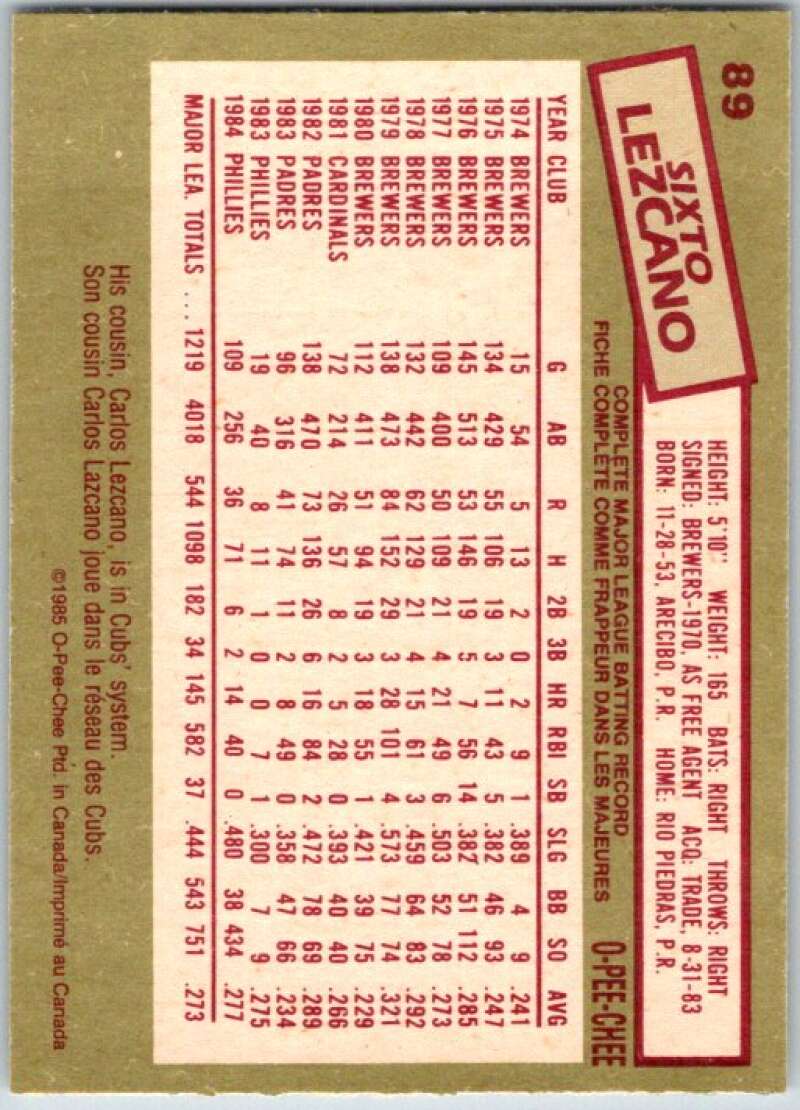 89
SIXTO
LEZCANO
HEIGHT: 5'10" WEIGHT: 165 BATS: RIGHT THROWS: RIGHT
SIGNED: BREWERS-1970, AS FREE AGENT ACQ: TRADE, 8-31-83
BORN: 11-28-53, ARECIBO, P.R. HOME: RIO PIEDRAS, P.R.
COMPLETE MAJOR LEAGUE BATTING RECORD
FICHE COMPLÈTE COMME FRAPPEUR DANS LES MAJEURES
O-PEE-CHEE
YEAR CLUB G AB R H 2B 3B HR RBI SB SLG BB SO AVG
1974 BREWERS 15 54 5 13 2 0 2 9 1 .389 4 9 .241
1975 BREWERS 134 429 55 106 19 3 11 43 5 .382 46 93 .247
1976 BREWERS 145 513 53 146 19 5 7 56 14 .387 51 112 .285
1977 BREWERS 109 400 50 109 21 4 21 49 6 .503 52 78 .273
1978 BREWERS 132 442 62 129 21 4 15 61 3 .459 64 83 .292
1979 BREWERS 138 473 84 152 29 3 28 101 4 .573 77 74 .321
1980 BREWERS 112 411 51 94 19 3 18 55 1 .421 39 75 .229
1981 CARDINALS 72 214 26 57 8 2 5 28 0 .393 40 40 .266
1982 PADRES 138 470 73 136 26 6 16 84 2 .472 78 69 .289
1983 PADRES 96 316 41 74 11 2 8 49 0 .358 47 66 .234
1983 PHILLIES 19 40 8 11 1 0 0 7 1 .300 7 9 .275
1984 PHILLIES 109 256 36 71 6 2 14 40 0 .480 38 434 .277
MAJOR LEA. TOTALS ... 1219 4018 544 1098 182 34 145 582 37 .444 543 751 .273
His cousin, Carlos Lezcano, is in Cubs' system.
Son cousin Carlos Lazcano joue dans le réseau des Cubs.
©1985 O-Pee-Chee Ptd. in Canada/Imprimé au Canada